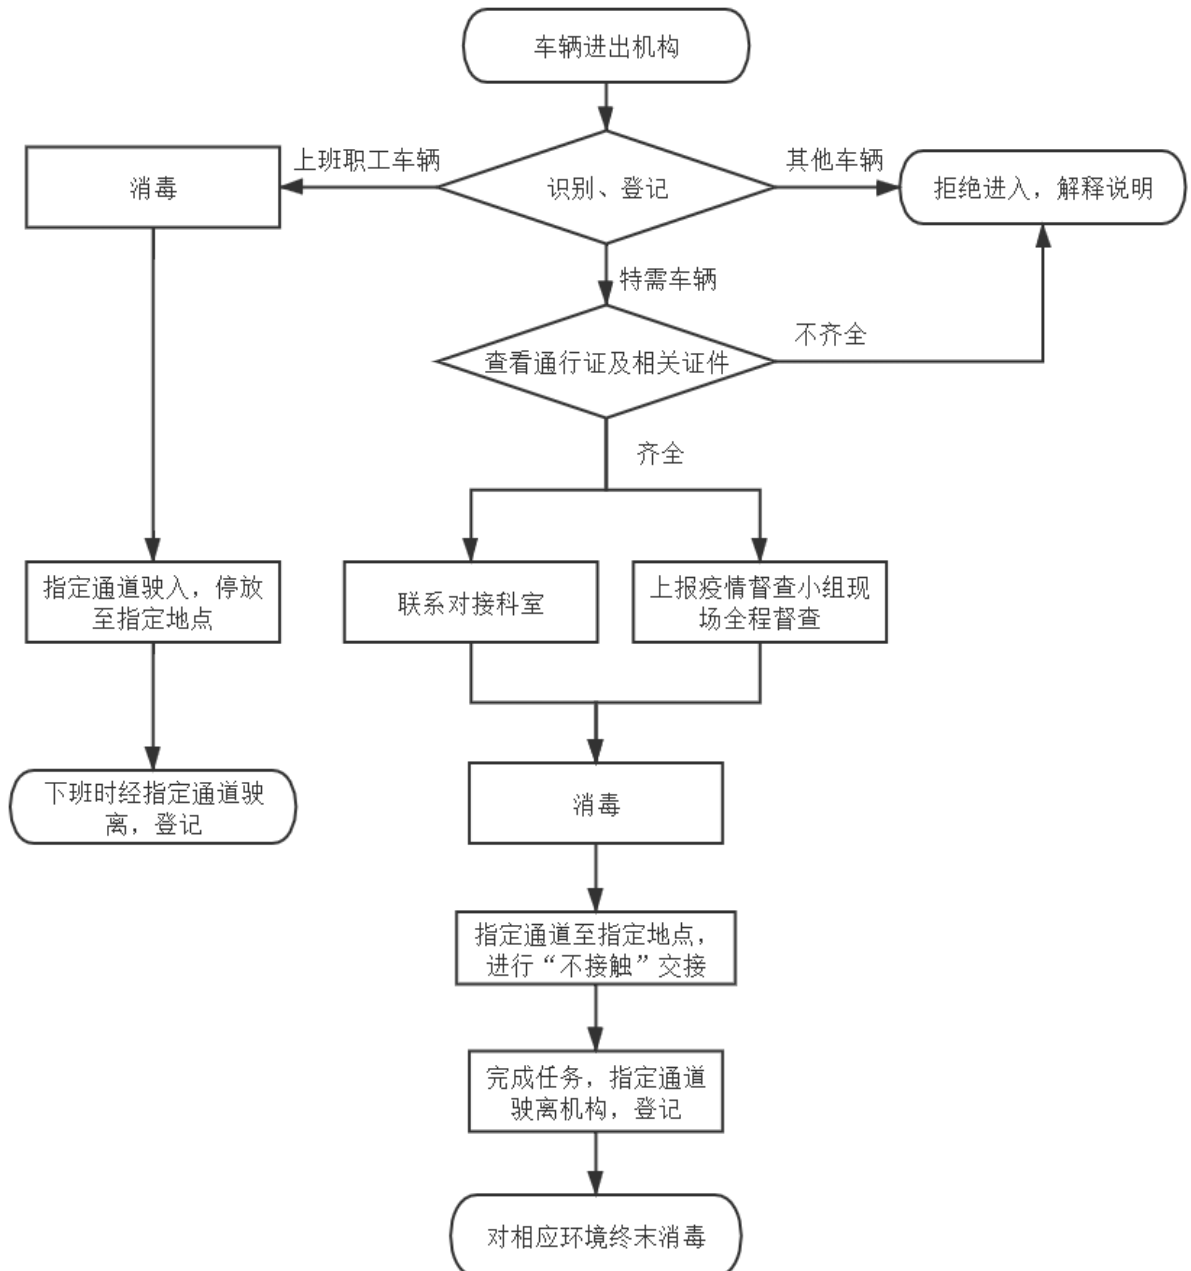 车辆进出机构
上班职工车辆
其他车辆
消毒
识别、登记
拒绝进入，解释说明
特需车辆
不齐全
查看通行证及相关证件
齐全
指定通道驶入，停放
至指定地点
联系对接科室
上报疫情督查小组现
场全程督查
下班时经指定通道驶
离，登记
消毒
指定通道至指定地点，
进行“不接触”交接
完成任务，指定通道
驶离机构，登记
对相应环境终末消毒